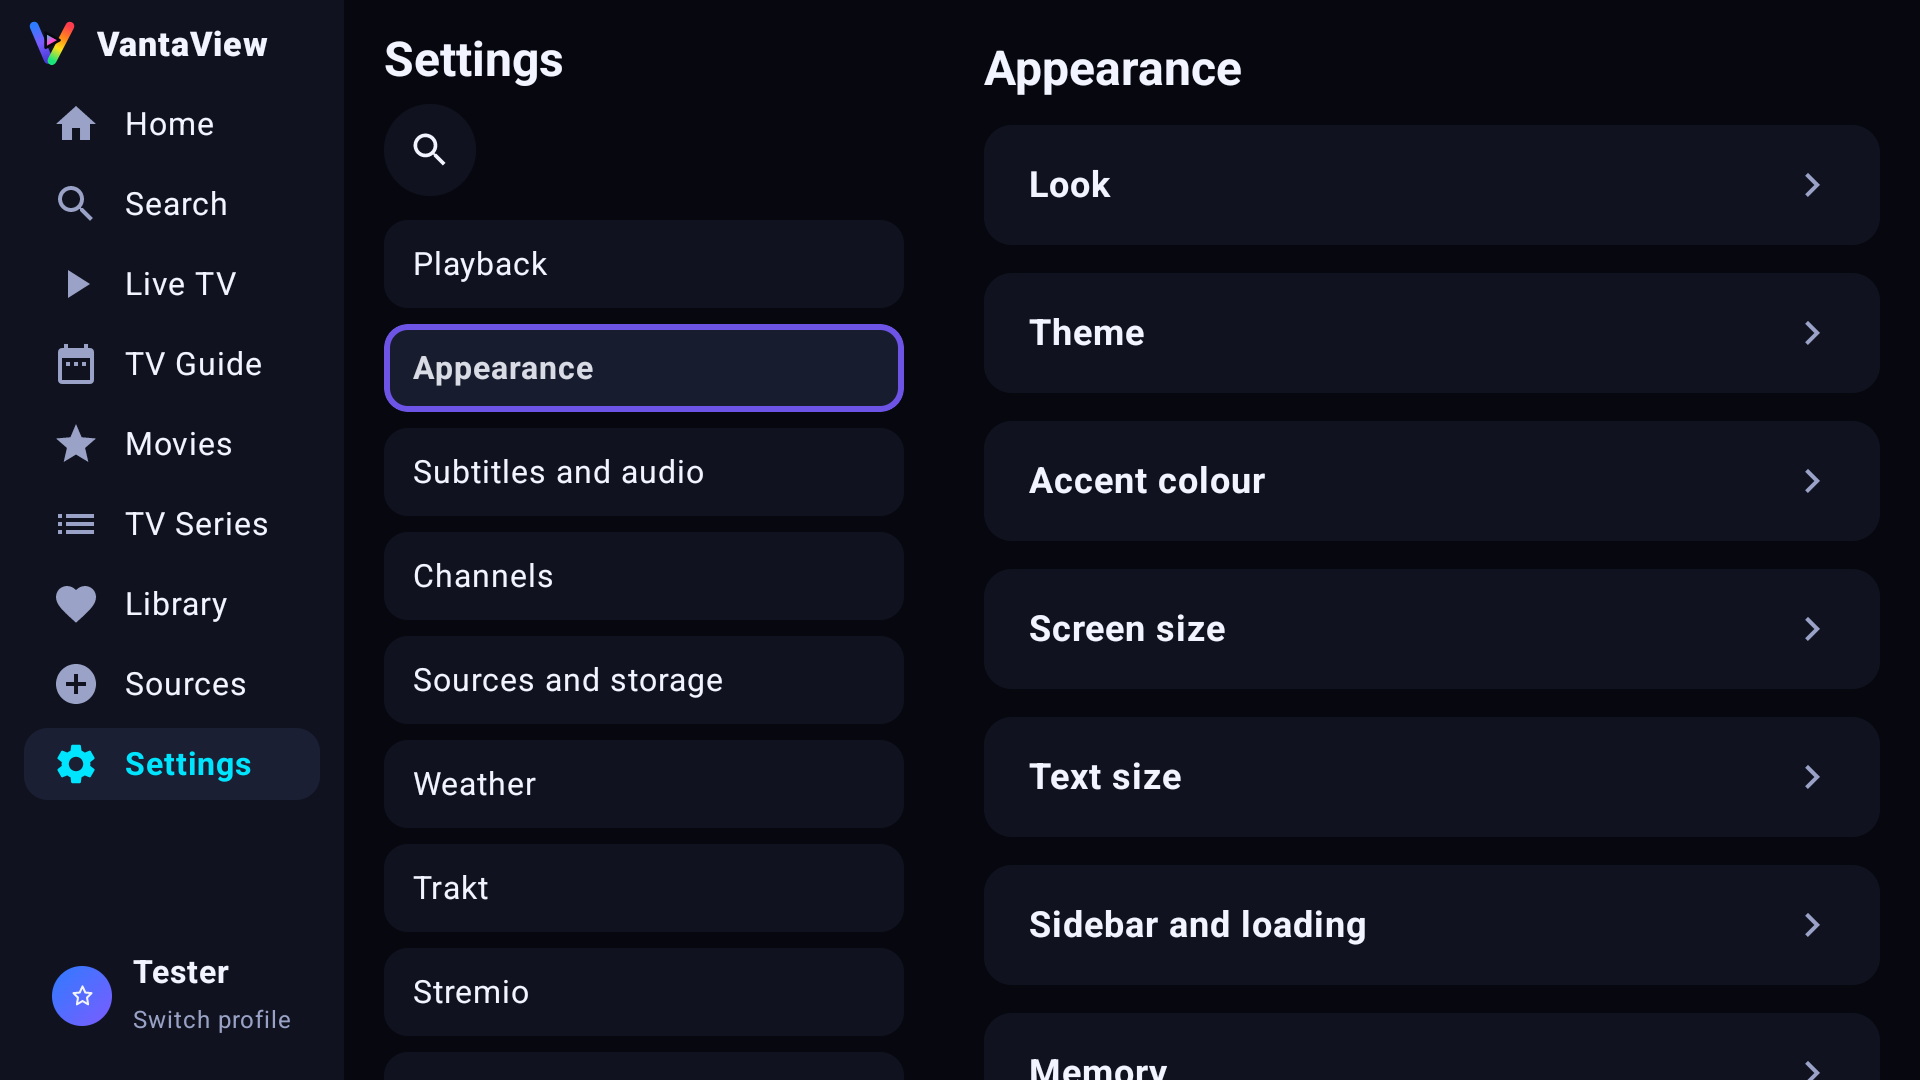 VantaView
Home
Search
Live TV
TV Guide
Movies
TV Series
Library
Sources
Settings
Tester
Switch profile
Settings
Playback
Appearance
Subtitles and audio
Channels
Sources and storage
Weather
Trakt
Stremio
Appearance
Look
Theme
Accent colour
Screen size
Text size
Sidebar and loading
Memory